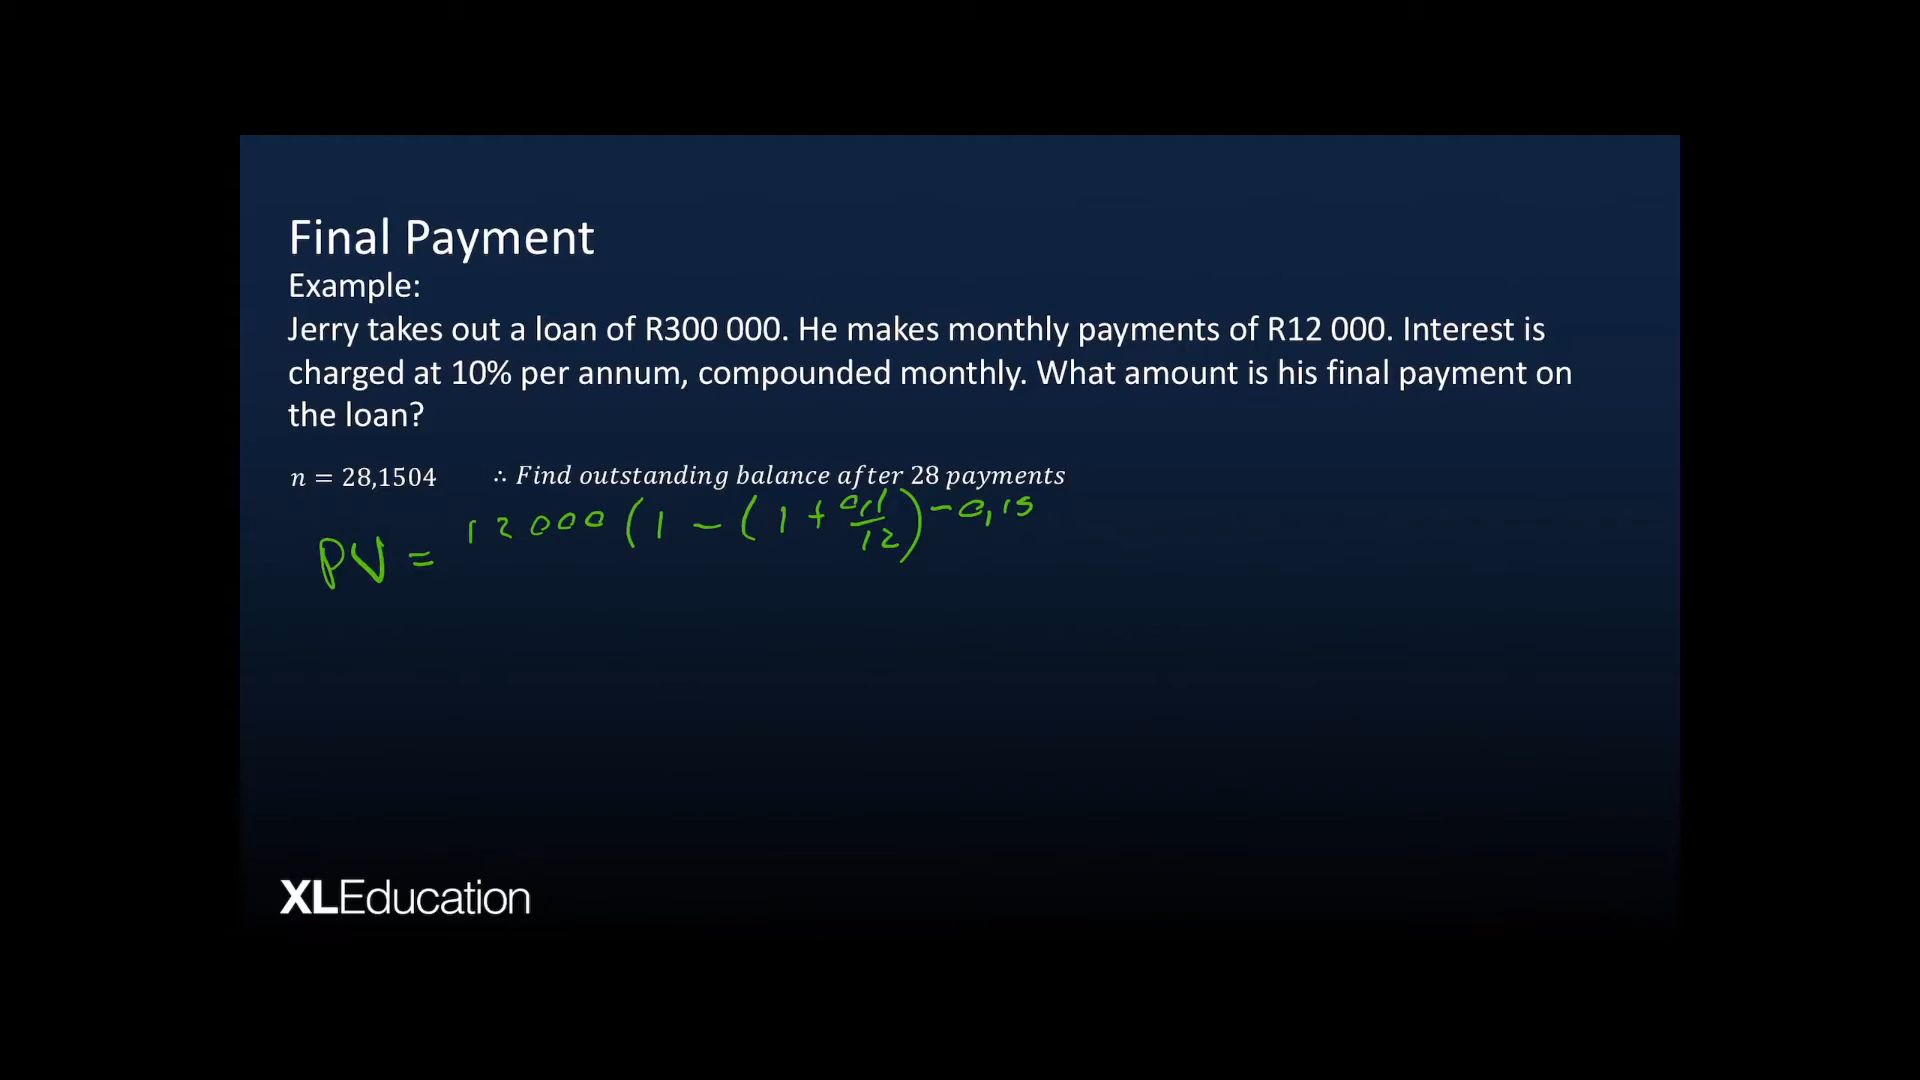 Final Payment
Example:
Jerry takes out a loan of R300 000. He makes monthly payments of R12 000. Interest is
charged at 10% per annum, compounded monthly. What amount is his final payment on
the loan?
n = 28,1504 ∴ Find outstanding balance after 28 payments
PV = 12000 (1 - (1 + 0,1/12)^-0,15
XLEducation